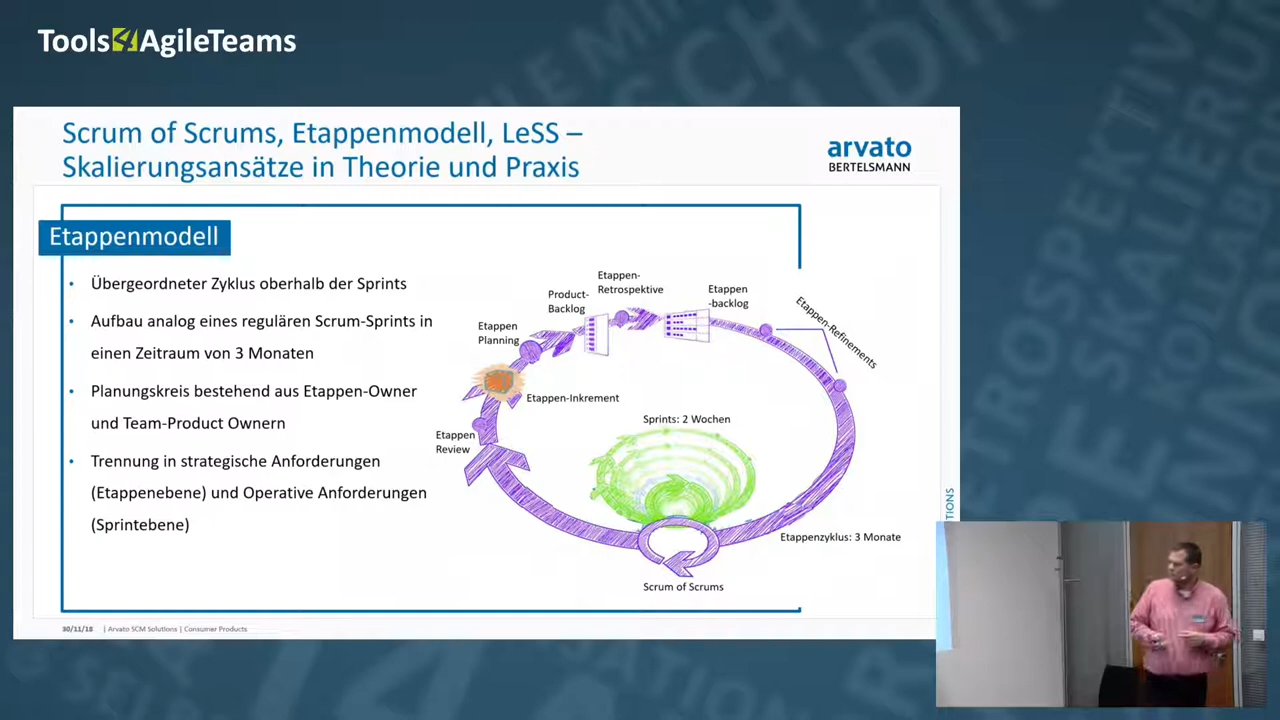 Tools4AgileTeams
Scrum of Scrums, Etappenmodell, LeSS –
Skalierungsansätze in Theorie und Praxis
arvato
BERTELSMANN
Etappenmodell
• Übergeordneter Zyklus oberhalb der Sprints
• Aufbau analog eines regulären Scrum-Sprints in
einen Zeitraum von 3 Monaten
• Planungskreis bestehend aus Etappen-Owner
und Team-Product Ownern
• Trennung in strategische Anforderungen
(Etappenebene) und Operative Anforderungen
(Sprintebene)
Etappen-
Retrospektive
Product-
Backlog
Etappen
-backlog
Etappen-Refinements
Etappen
Planning
Etappen-Inkrement
Etappen
Review
Sprints: 2 Wochen
Etappenzyklus: 3 Monate
Scrum of Scrums
30/11/18 | Arvato SCM Solutions | Consumer Products